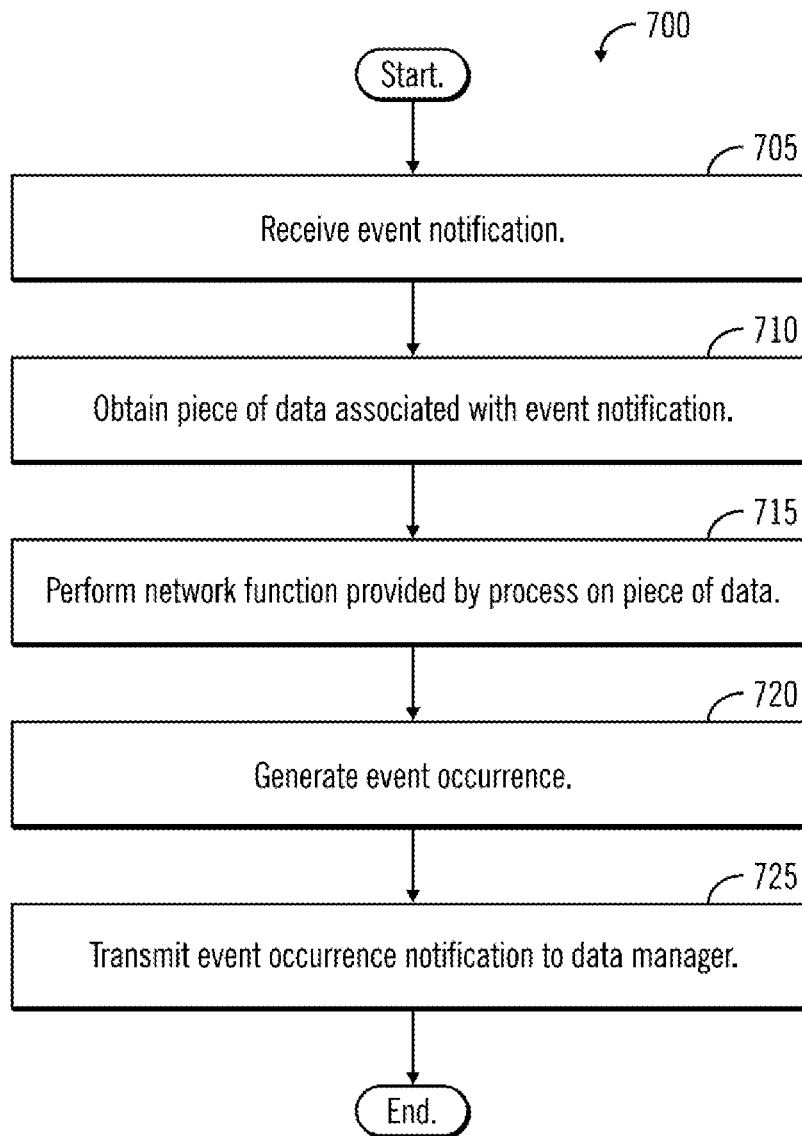 700
Start.
705
Receive event notification.
710
Obtain piece of data associated with event notification.
715
Perform network function provided by process on piece of data.
720
Generate event occurrence.
725
Transmit event occurrence notification to data manager.
End.